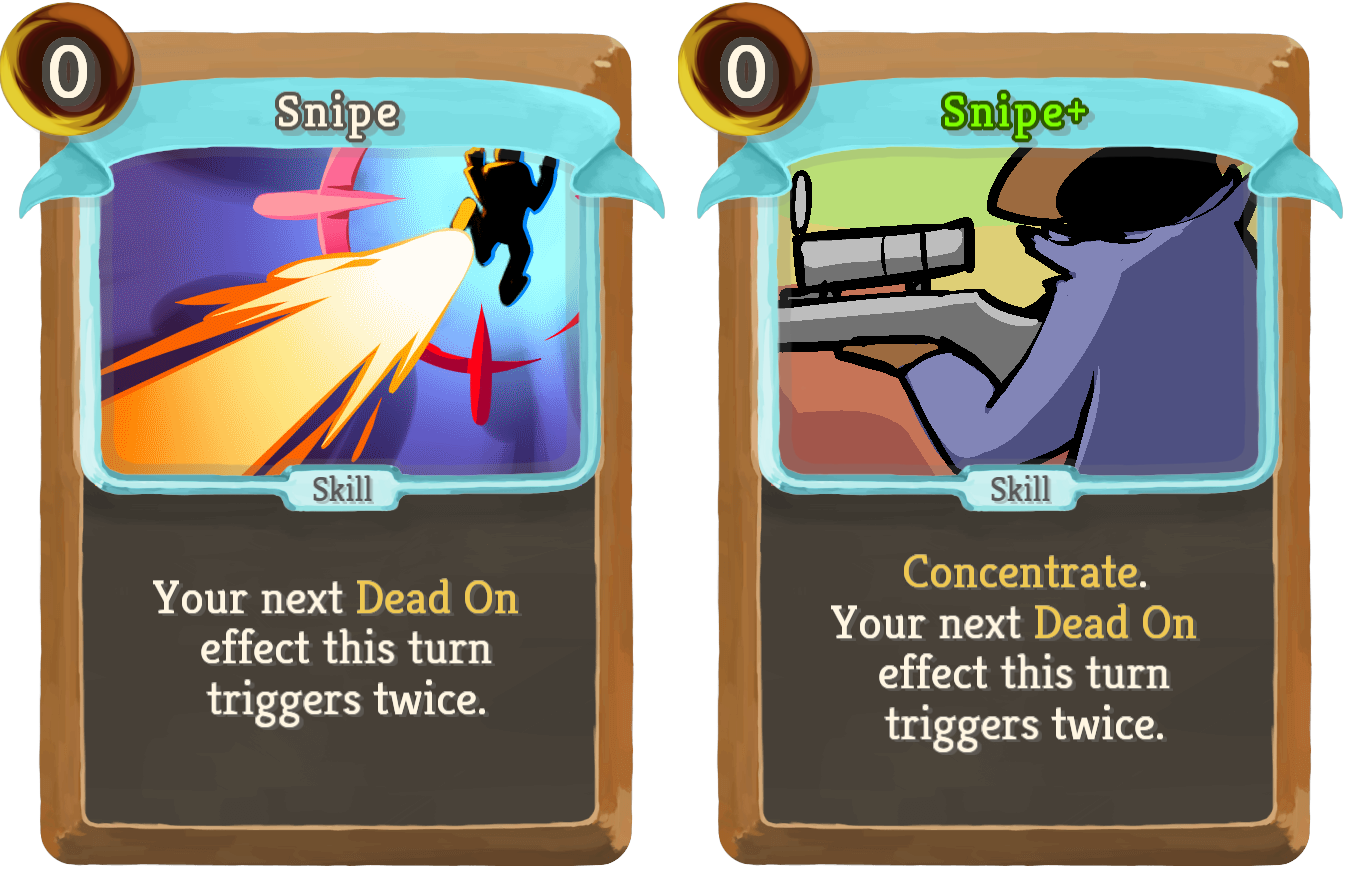 0
Snipe
Skill
Your next Dead On
effect this turn
triggers twice.
0
Snipe+
Skill
Concentrate.
Your next Dead On
effect this turn
triggers twice.